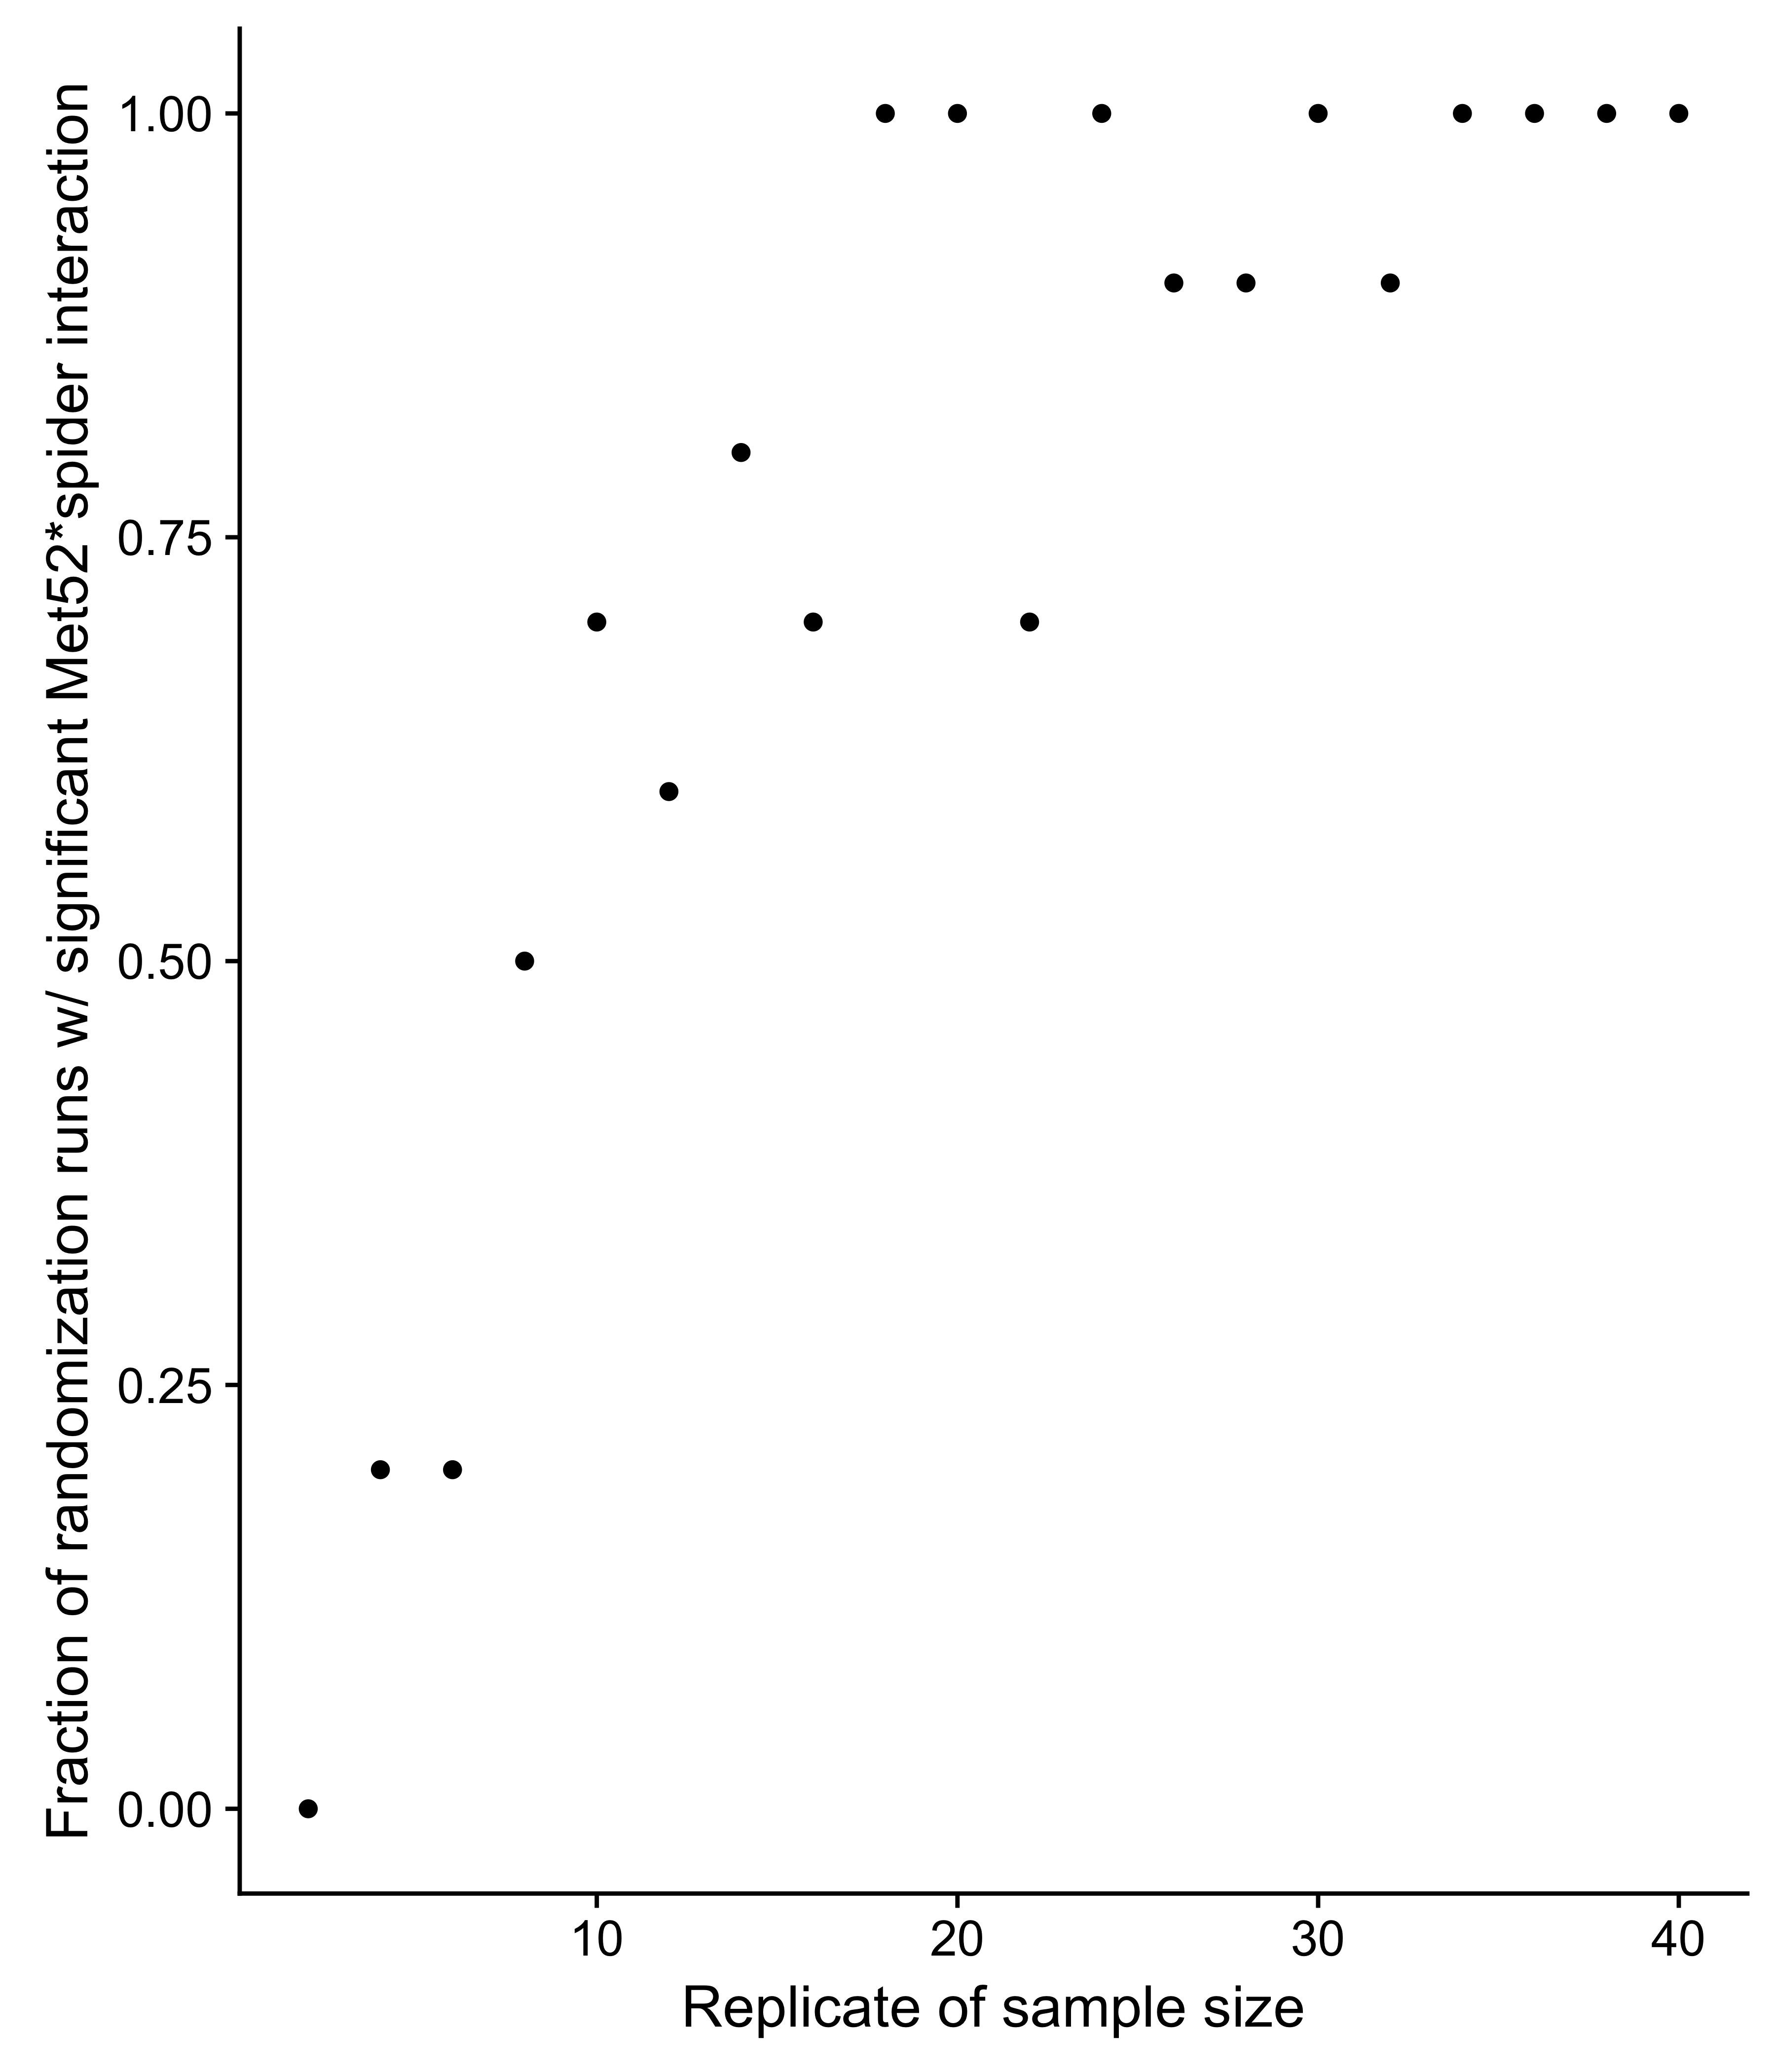 Fraction of randomization runs w/ significant Met52*spider interaction
1.00
0.75
0.50
0.25
0.00
10 20 30 40
Replicate of sample size